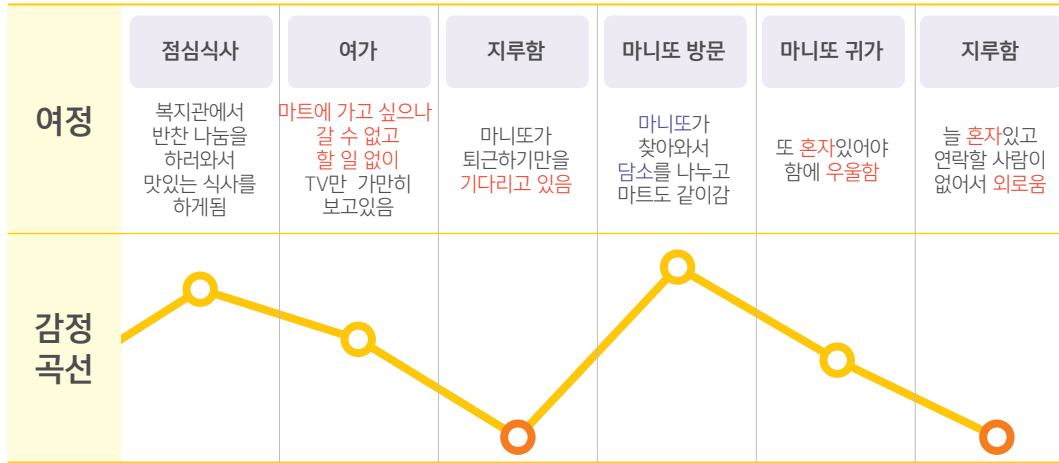 점심식사
여가
지루함
마니또 방문
마니또 귀가
지루함
여정
복지관에서
반찬 나눔을
하러와서
맛있는 식사를
하게됨
마트에 가고 싶으나
갈 수 없고
할 일 없이
TV만 가만히
보고있음
마니또가
퇴근하기만을
기다리고 있음
마니또가
찾아와서
담소를 나누고
마트도 같이감
또 혼자있어야
함에 우울함
늘 혼자있고
연락할 사람이
없어서 외로움
감정
곡선